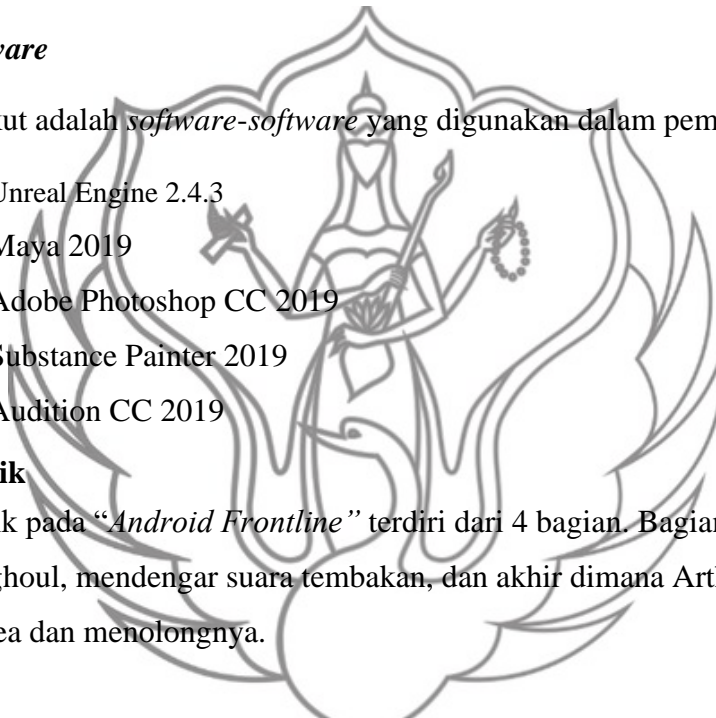 ware
kut adalah software-software yang digunakan dalam pem
Unreal Engine 2.4.3
Maya 2019
Adobe Photoshop CC 2019
Substance Painter 2019
Audition CC 2019
ik
ik pada “Android Frontline” terdiri dari 4 bagian. Bagian
ghoul, mendengar suara tembakan, dan akhir dimana Art
ea dan menolongnya.